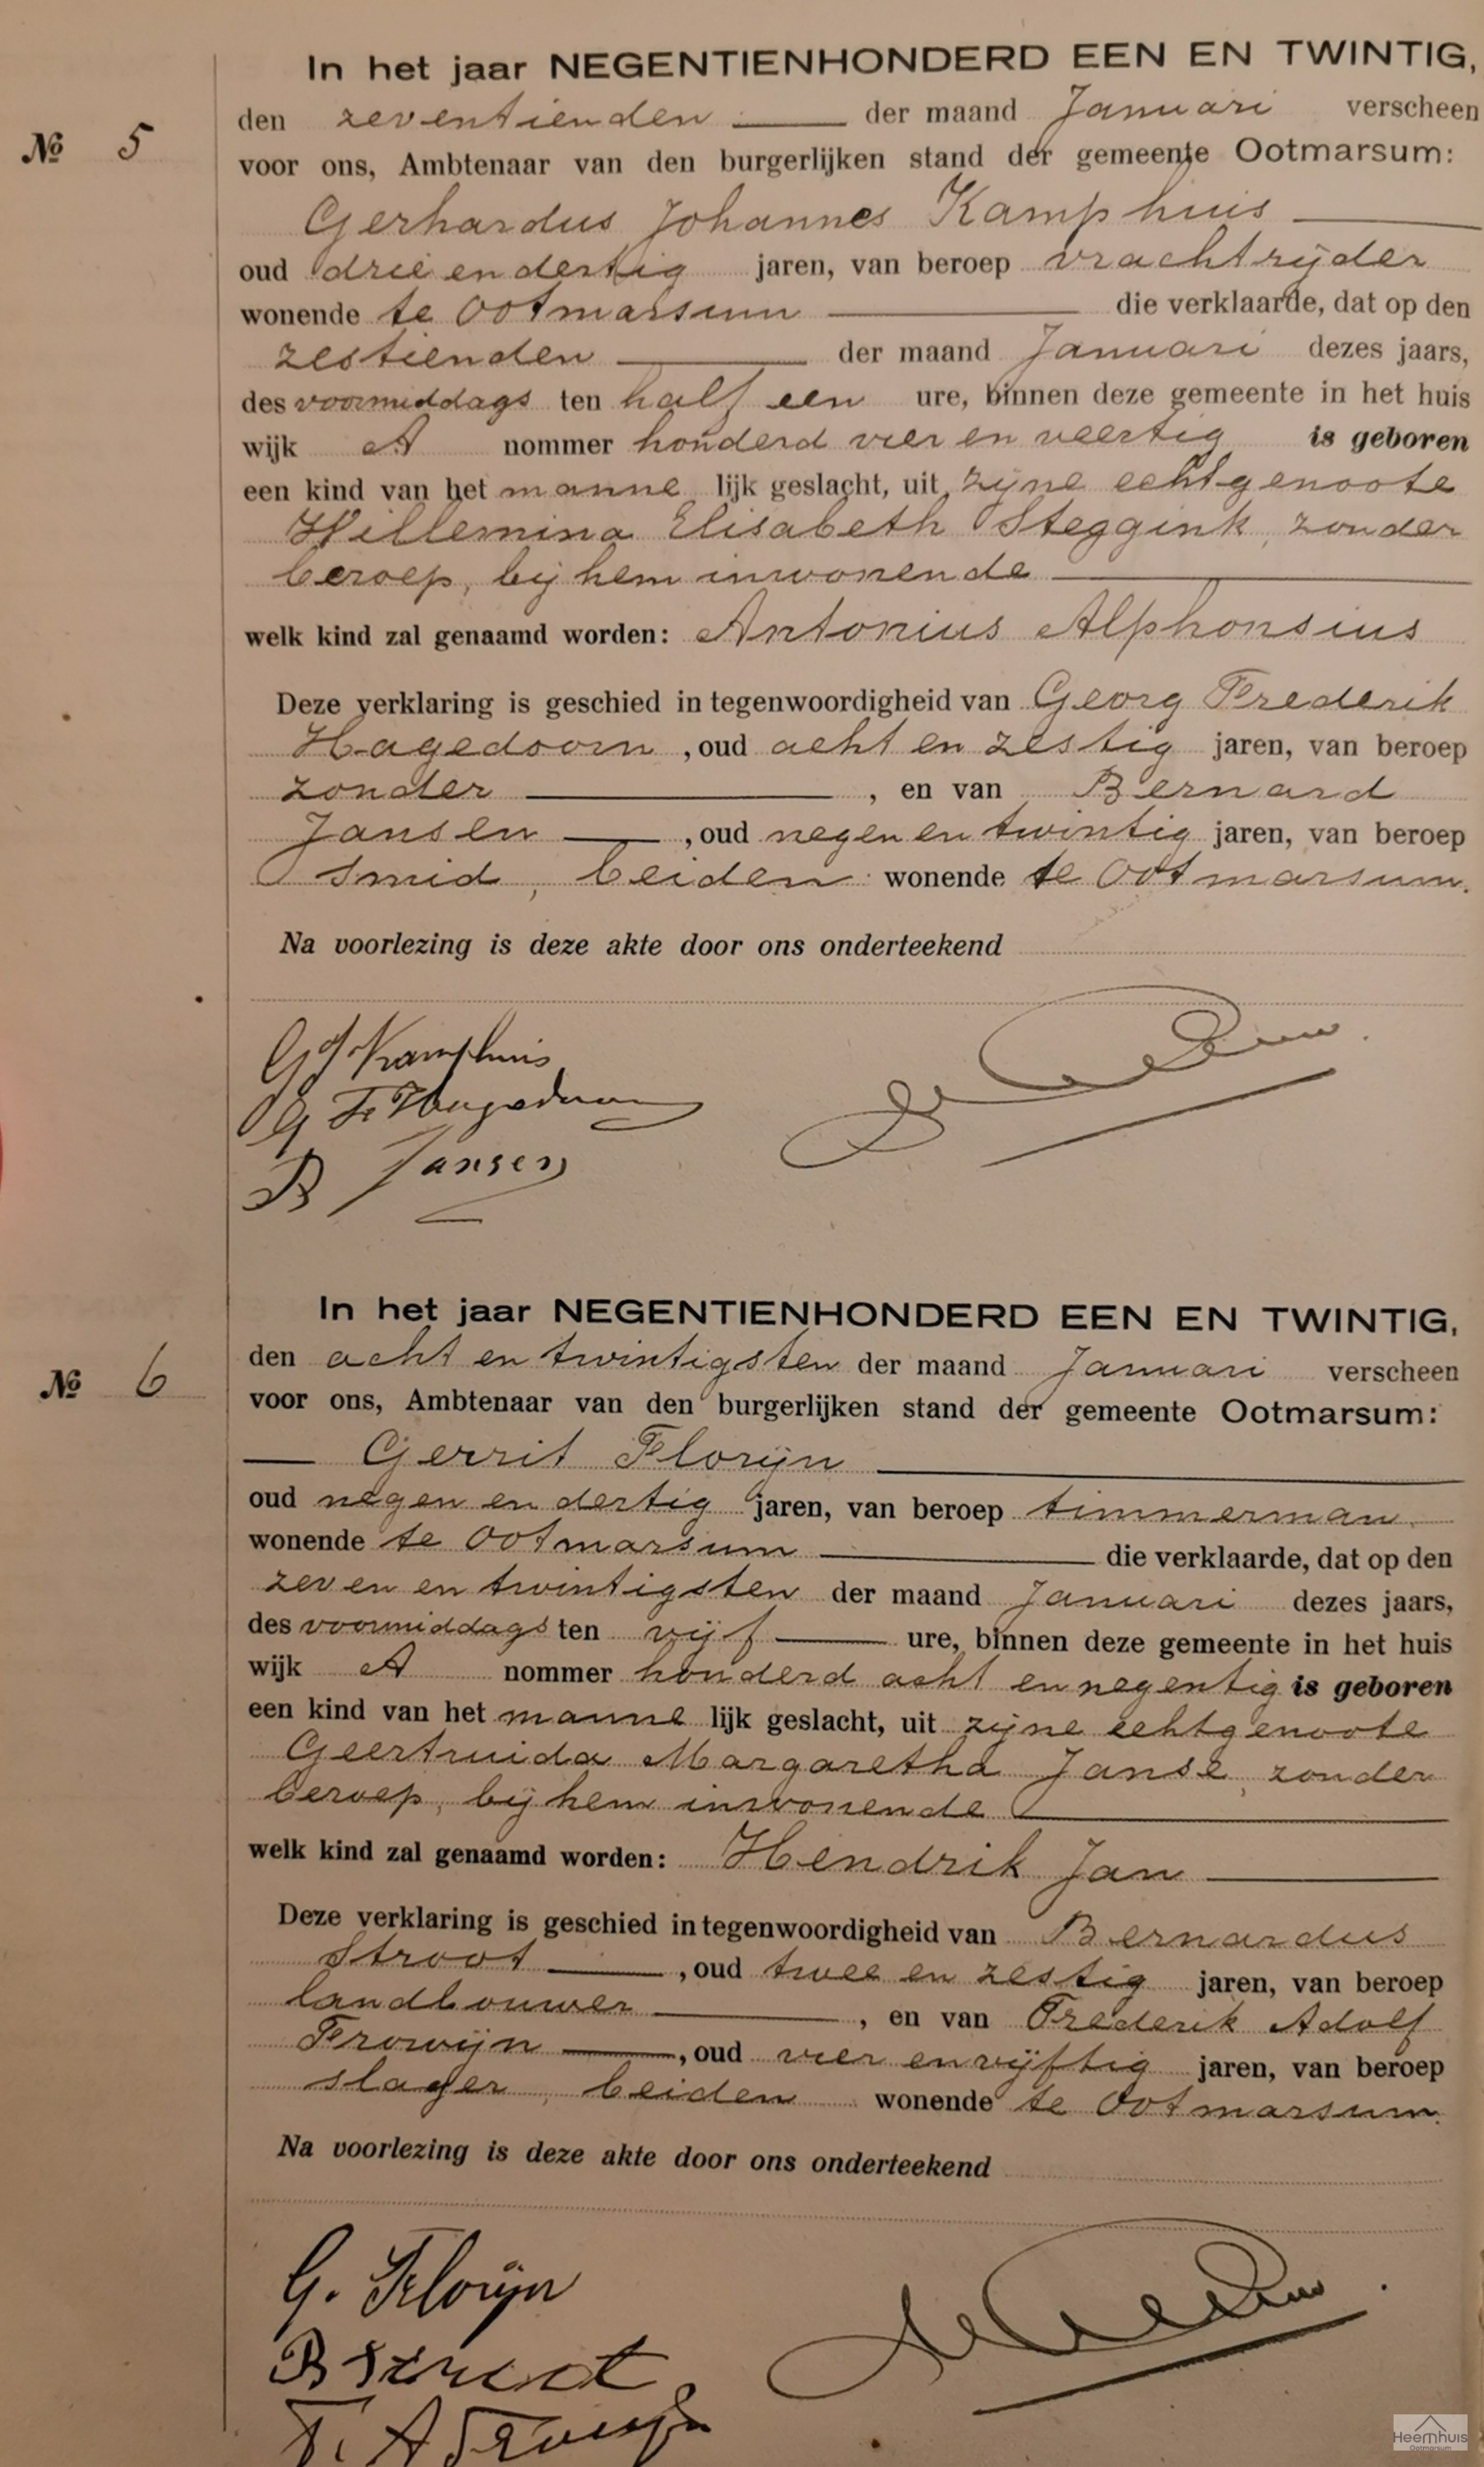 In het jaar NEGENTIENHONDERD EEN EN TWINTIG,
No 5
den zeventienden der maand Januari verscheen
voor ons, Ambtenaar van den burgerlijken stand der gemeente Ootmarsum:
Gerhardus Johannes Kamphuis
oud drie en dertig jaren, van beroep vrachtrijder
wonende te Ootmarsum die verklaarde, dat op den
zestienden der maand Januari dezes jaars,
des voormiddags ten half een ure, binnen deze gemeente in het huis
wijk A nommer honderd vier en veertig is geboren
een kind van het manne lijk geslacht, uit zijne echtgenoote
Willemina Elisabeth Steggink, zonder
beroep, bij hem inwonende
welk kind zal genaamd worden: Antonius Alphonsius
Deze verklaring is geschied in tegenwoordigheid van Georg Frederik
Hagedoorn, oud acht en zestig jaren, van beroep
zonder, en van Bernard
Jansen, oud negen en twintig jaren, van beroep
Smid, beiden wonende te Ootmarsum.
Na voorlezing is deze akte door ons onderteekend
GJ Kamphuis
G F Hagedoorn
B Jansen
In het jaar NEGENTIENHONDERD EEN EN TWINTIG,
No 6
den acht en twintigsten der maand Januari verscheen
voor ons, Ambtenaar van den burgerlijken stand der gemeente Ootmarsum:
Gerrit Florijn
oud negen en dertig jaren, van beroep timmerman
wonende te Ootmarsum die verklaarde, dat op den
zeven en twintigsten der maand Januari dezes jaars,
des voormiddags ten vijf ure, binnen deze gemeente in het huis
wijk A nommer honderd acht en negentig is geboren
een kind van het manne lijk geslacht, uit zijne echtgenoote
Geertruida Margaretha Janse, zonder
beroep, bij hem inwonende
welk kind zal genaamd worden: Hendrik Jan
Deze verklaring is geschied in tegenwoordigheid van Bernardus
Stroot, oud twee en zestig jaren, van beroep
landbouwer, en van Frederik Adolf
Frowijn, oud vier en vijftig jaren, van beroep
slager, beiden wonende te Ootmarsum.
Na voorlezing is deze akte door ons onderteekend
G. Florijn
B Stroot
F. A Frowijn
Heemhuis
Ootmarsum